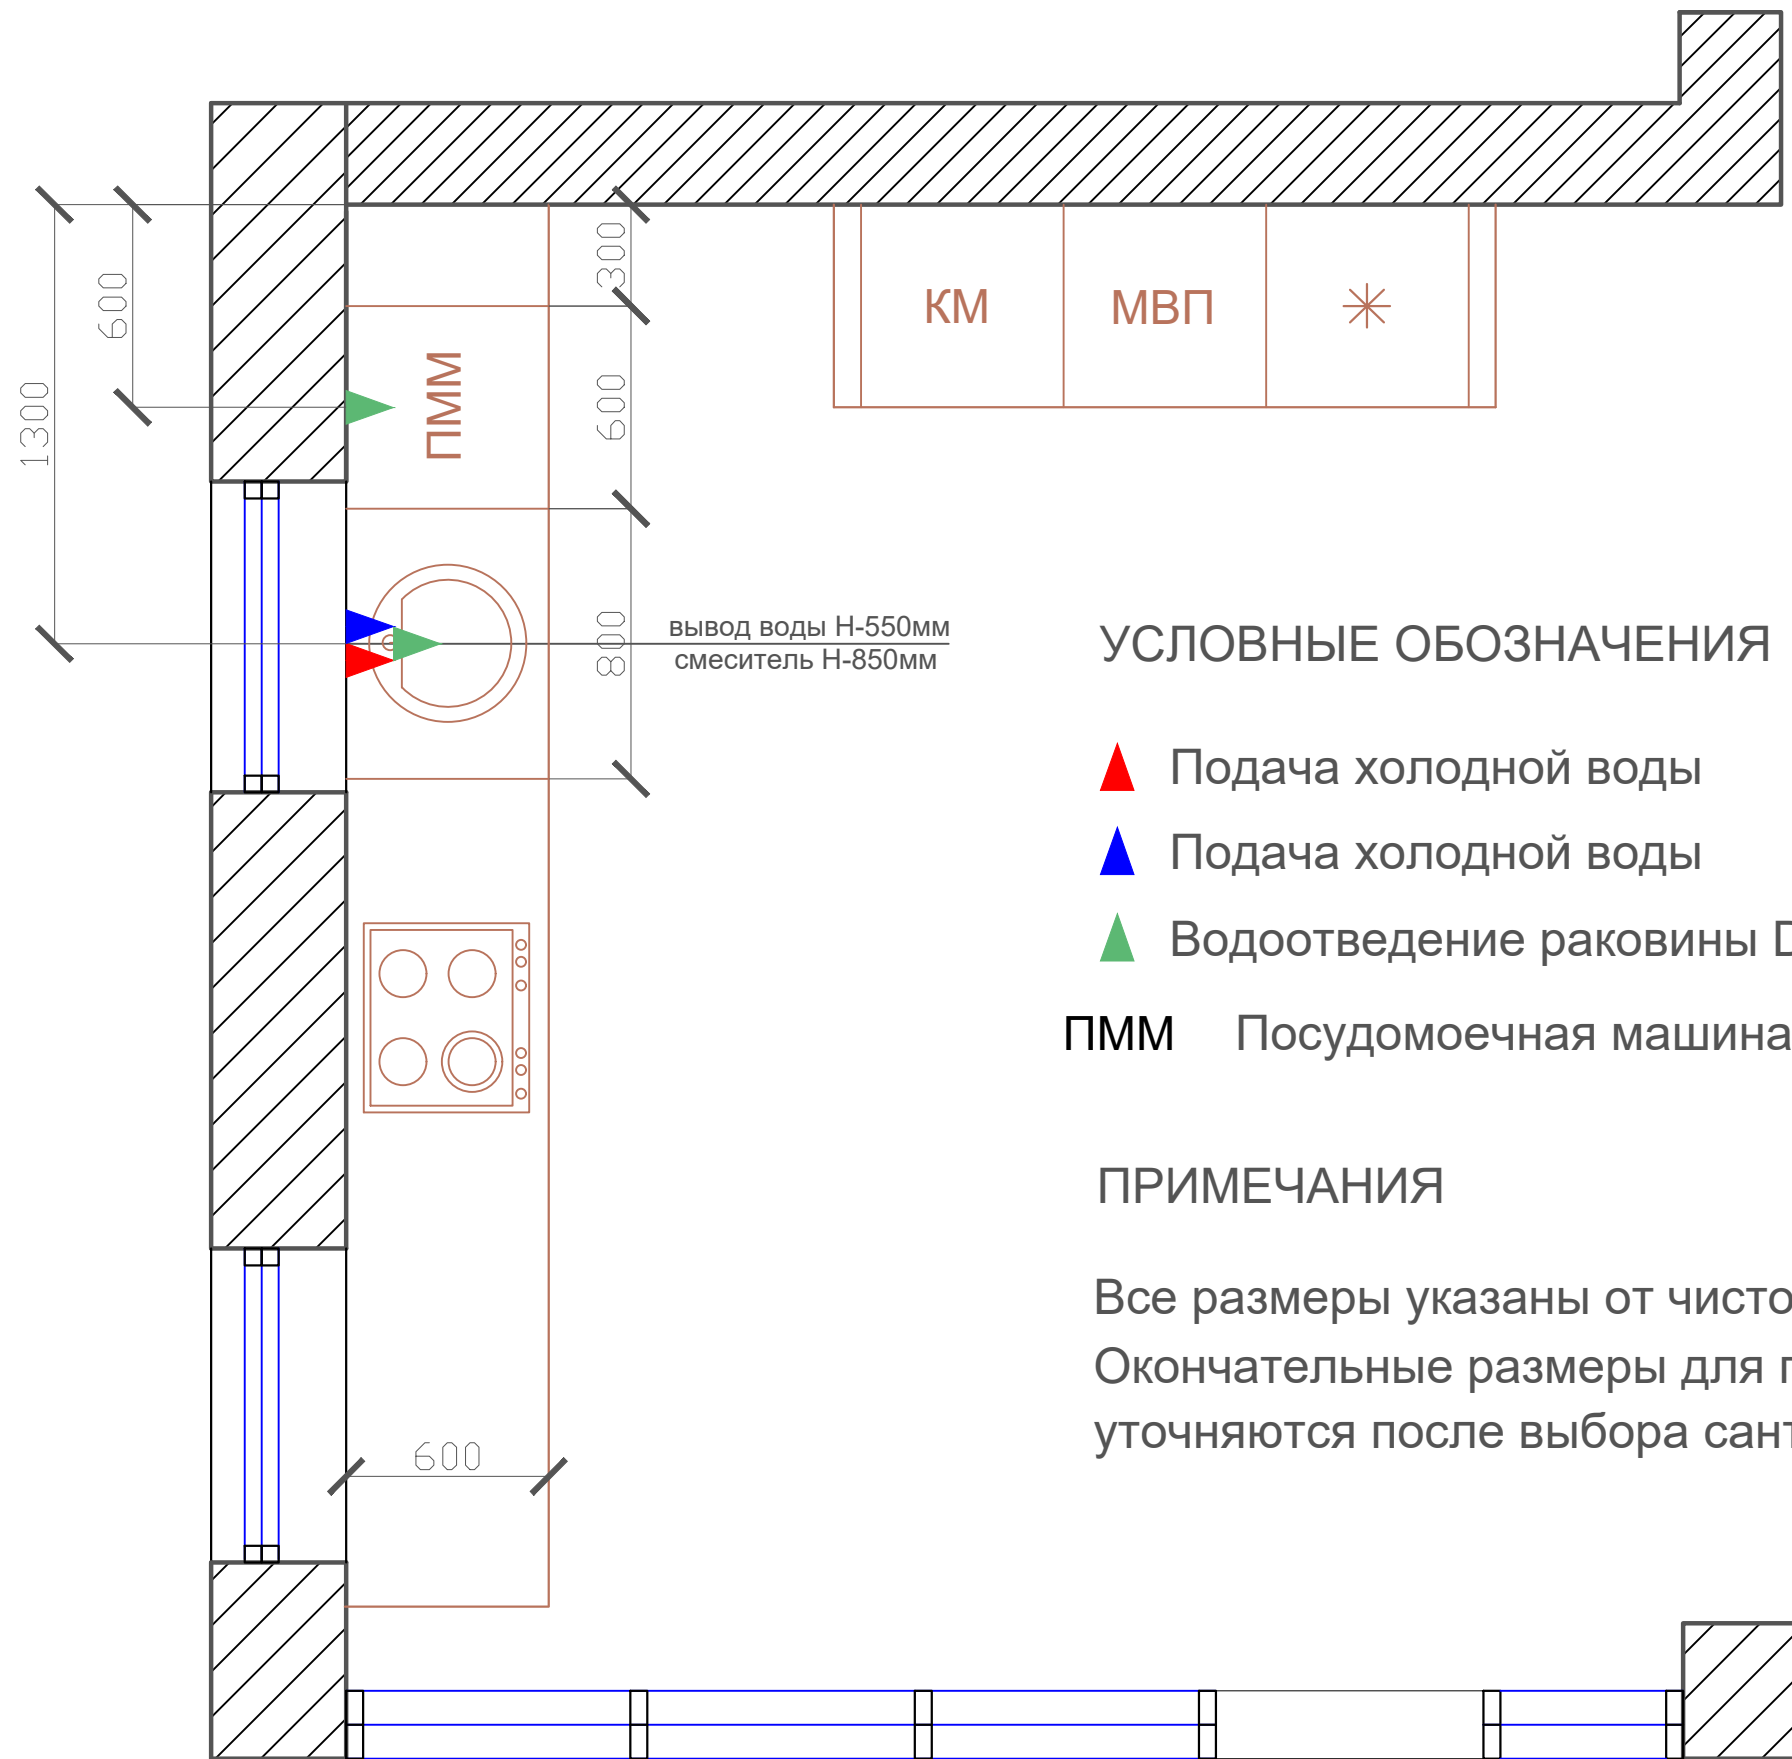 300
КМ
МВП
600
ПММ
600
1300
вывод воды Н-550мм
смеситель Н-850мм
800
УСЛОВНЫЕ ОБОЗНАЧЕНИЯ
Подача холодной воды
Подача холодной воды
Водоотведение раковины
ПММ Посудомоечная машина
ПРИМЕЧАНИЯ
Все размеры указаны от чисто
Окончательные размеры для
уточняются после выбора сант
600